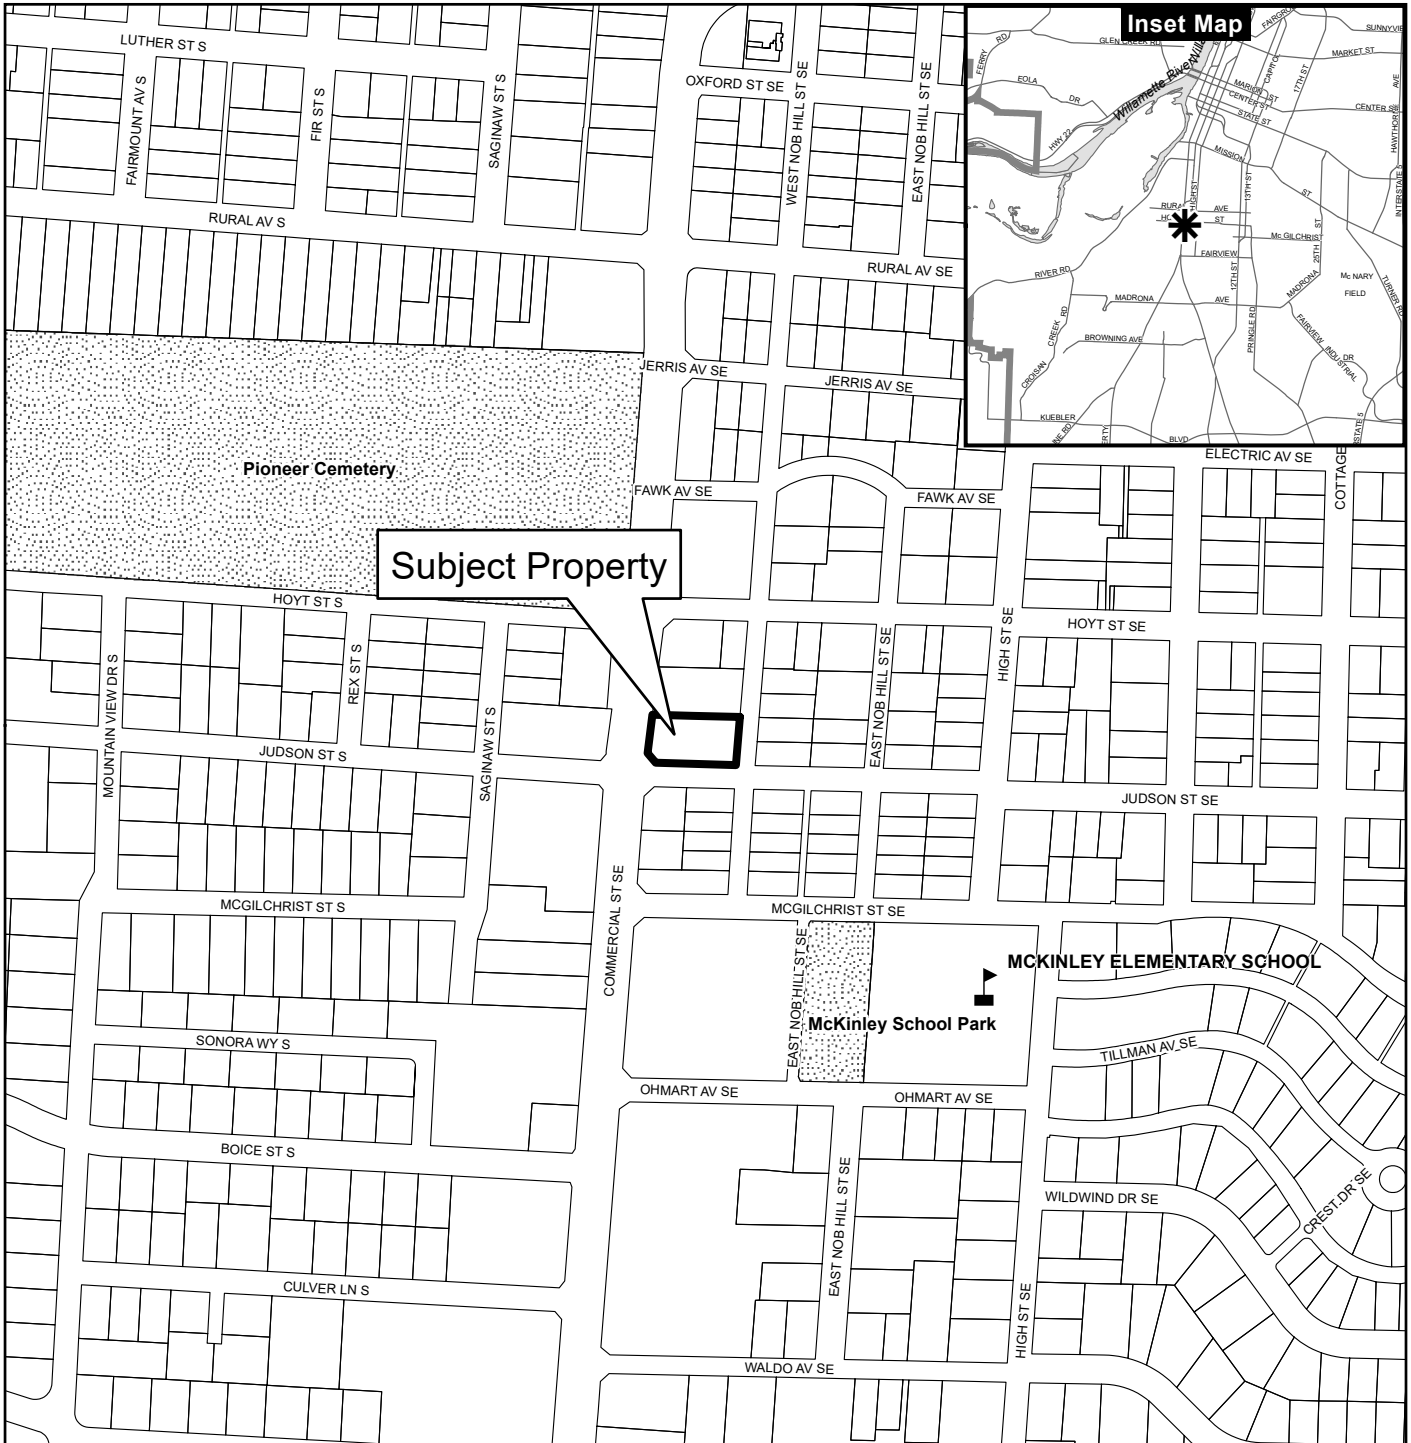 Inset Map
LUTHER ST S
FAIRMOUNT AV S
FIR ST S
SAGINAW ST S
OXFORD ST SE
WEST NOB HILL ST SE
EAST NOB HILL ST SE
RURAL AV S
RURAL AV SE
JERRIS AV SE
JERRIS AV SE
Pioneer Cemetery
FAWK AV SE
FAWK AV SE
ELECTRIC AV SE
COTTAGE
Subject Property
HOYT ST S
HOYT ST SE
MOUNTAIN VIEW DR S
REX ST S
SAGINAW ST S
EAST NOB HILL ST SE
HIGH ST SE
JUDSON ST S
JUDSON ST SE
MCGILCHRIST ST S
MCGILCHRIST ST SE
COMMERCIAL ST SE
EAST NOB HILL ST SE
MCKINLEY ELEMENTARY SCHOOL
McKinley School Park
SONORA WY S
TILLMAN AV SE
OHMART AV SE
OHMART AV SE
BOICE ST S
EAST NOB HILL ST SE
WILDWIND DR SE
CREST DR SE
CULVER LN S
HIGH ST SE
WALDO AV SE
GLEN CREEK RD
FERRY
RD
EOLA
DR
HWY 22
Willamette River
SUNNYVIE
MARKET ST
17TH ST
MARION ST
CENTER ST
CENTER ST
STATE ST
AVE
HAWTHORNE
INTERSTATE 5
MISSION
ST
13TH ST
HIGH ST
RURAL
AVE
ST
Mc GILCHRIST
ST
25TH
FAIRVIEW
12TH ST
RIVER RD
MADRONA
AVE
MADRONA
Mc NARY
FIELD
TURNER RD
CROISAN
CREEK
RD
BROWNING AVE
PRINGLE RD
FAIRVIEW
INDUSTRIAL
DR
KUEBLER
BLVD